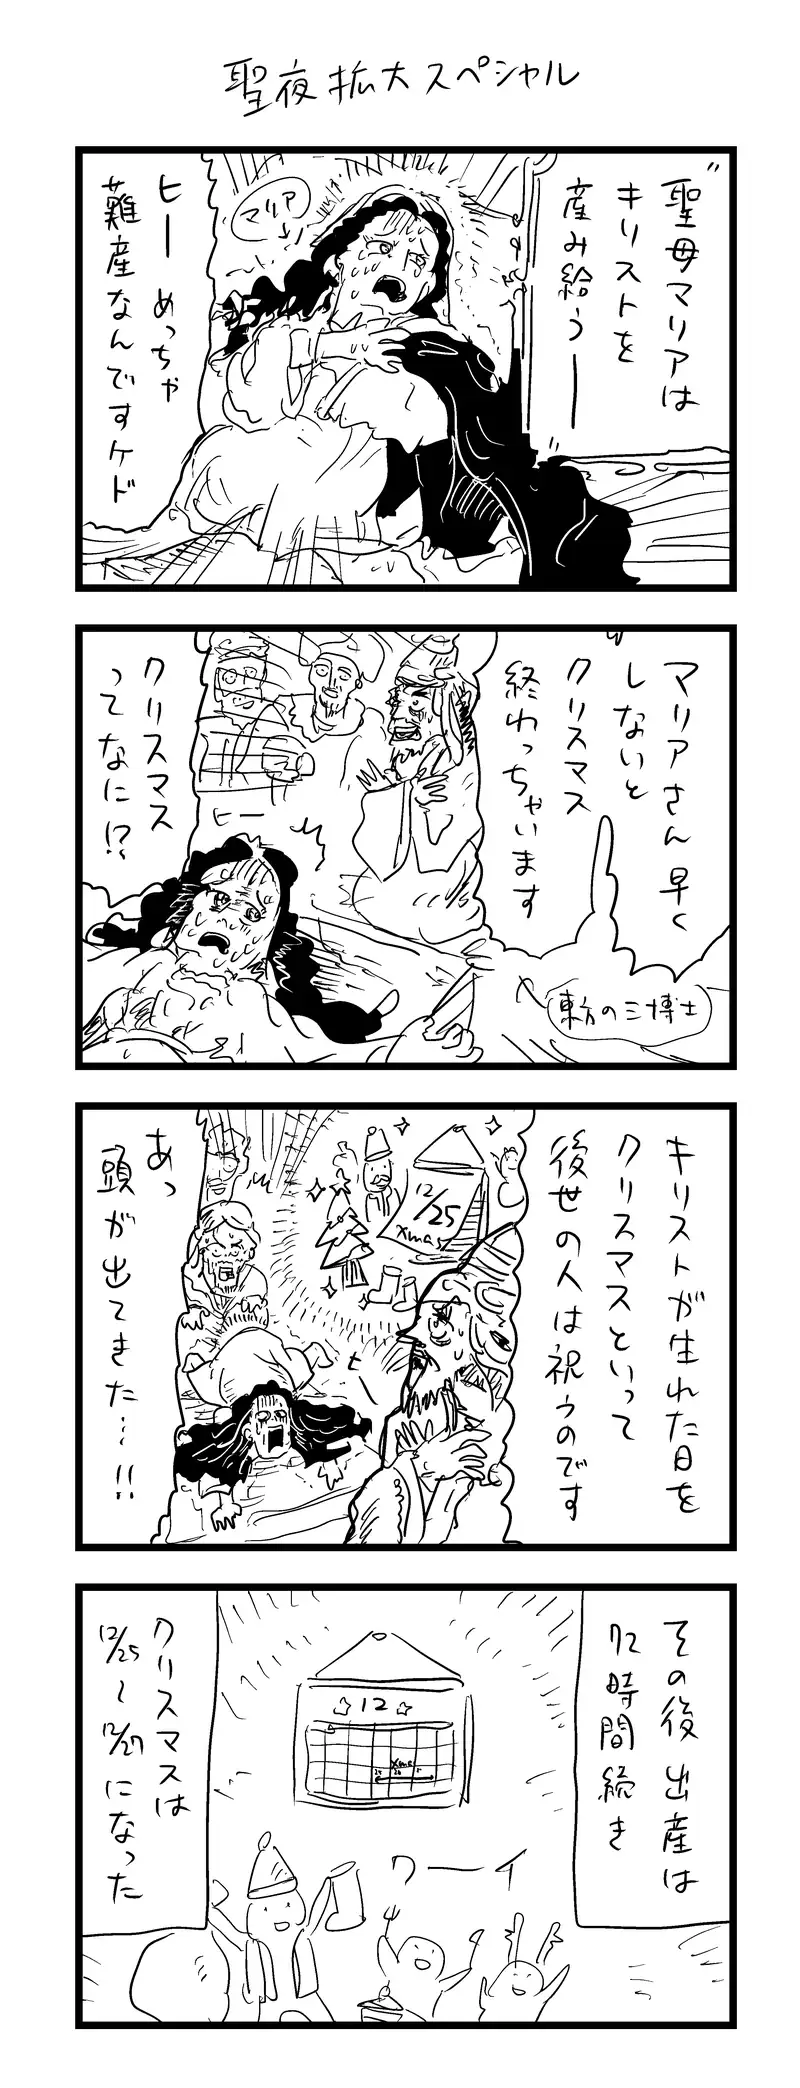 聖夜拡大スペシャル
"聖母マリアは
キリストを
産み給うー"
マリア
ヒー めっちゃ
難産なんですケド
マリアさん早く
しないと
クリスマス
終わっちゃいます
東方の三博士
ヒー
クリスマス
ってなに!?
キリストが生れた日を
クリスマスといって
後世の人は祝うのです
12/25
Xmas
ヒー
あっ
頭が出てきた…!!
その後出産は
72時間続き
☆12☆
Xmas
25 26 27
クリスマスは
12/25〜12/27になった
ワーイ